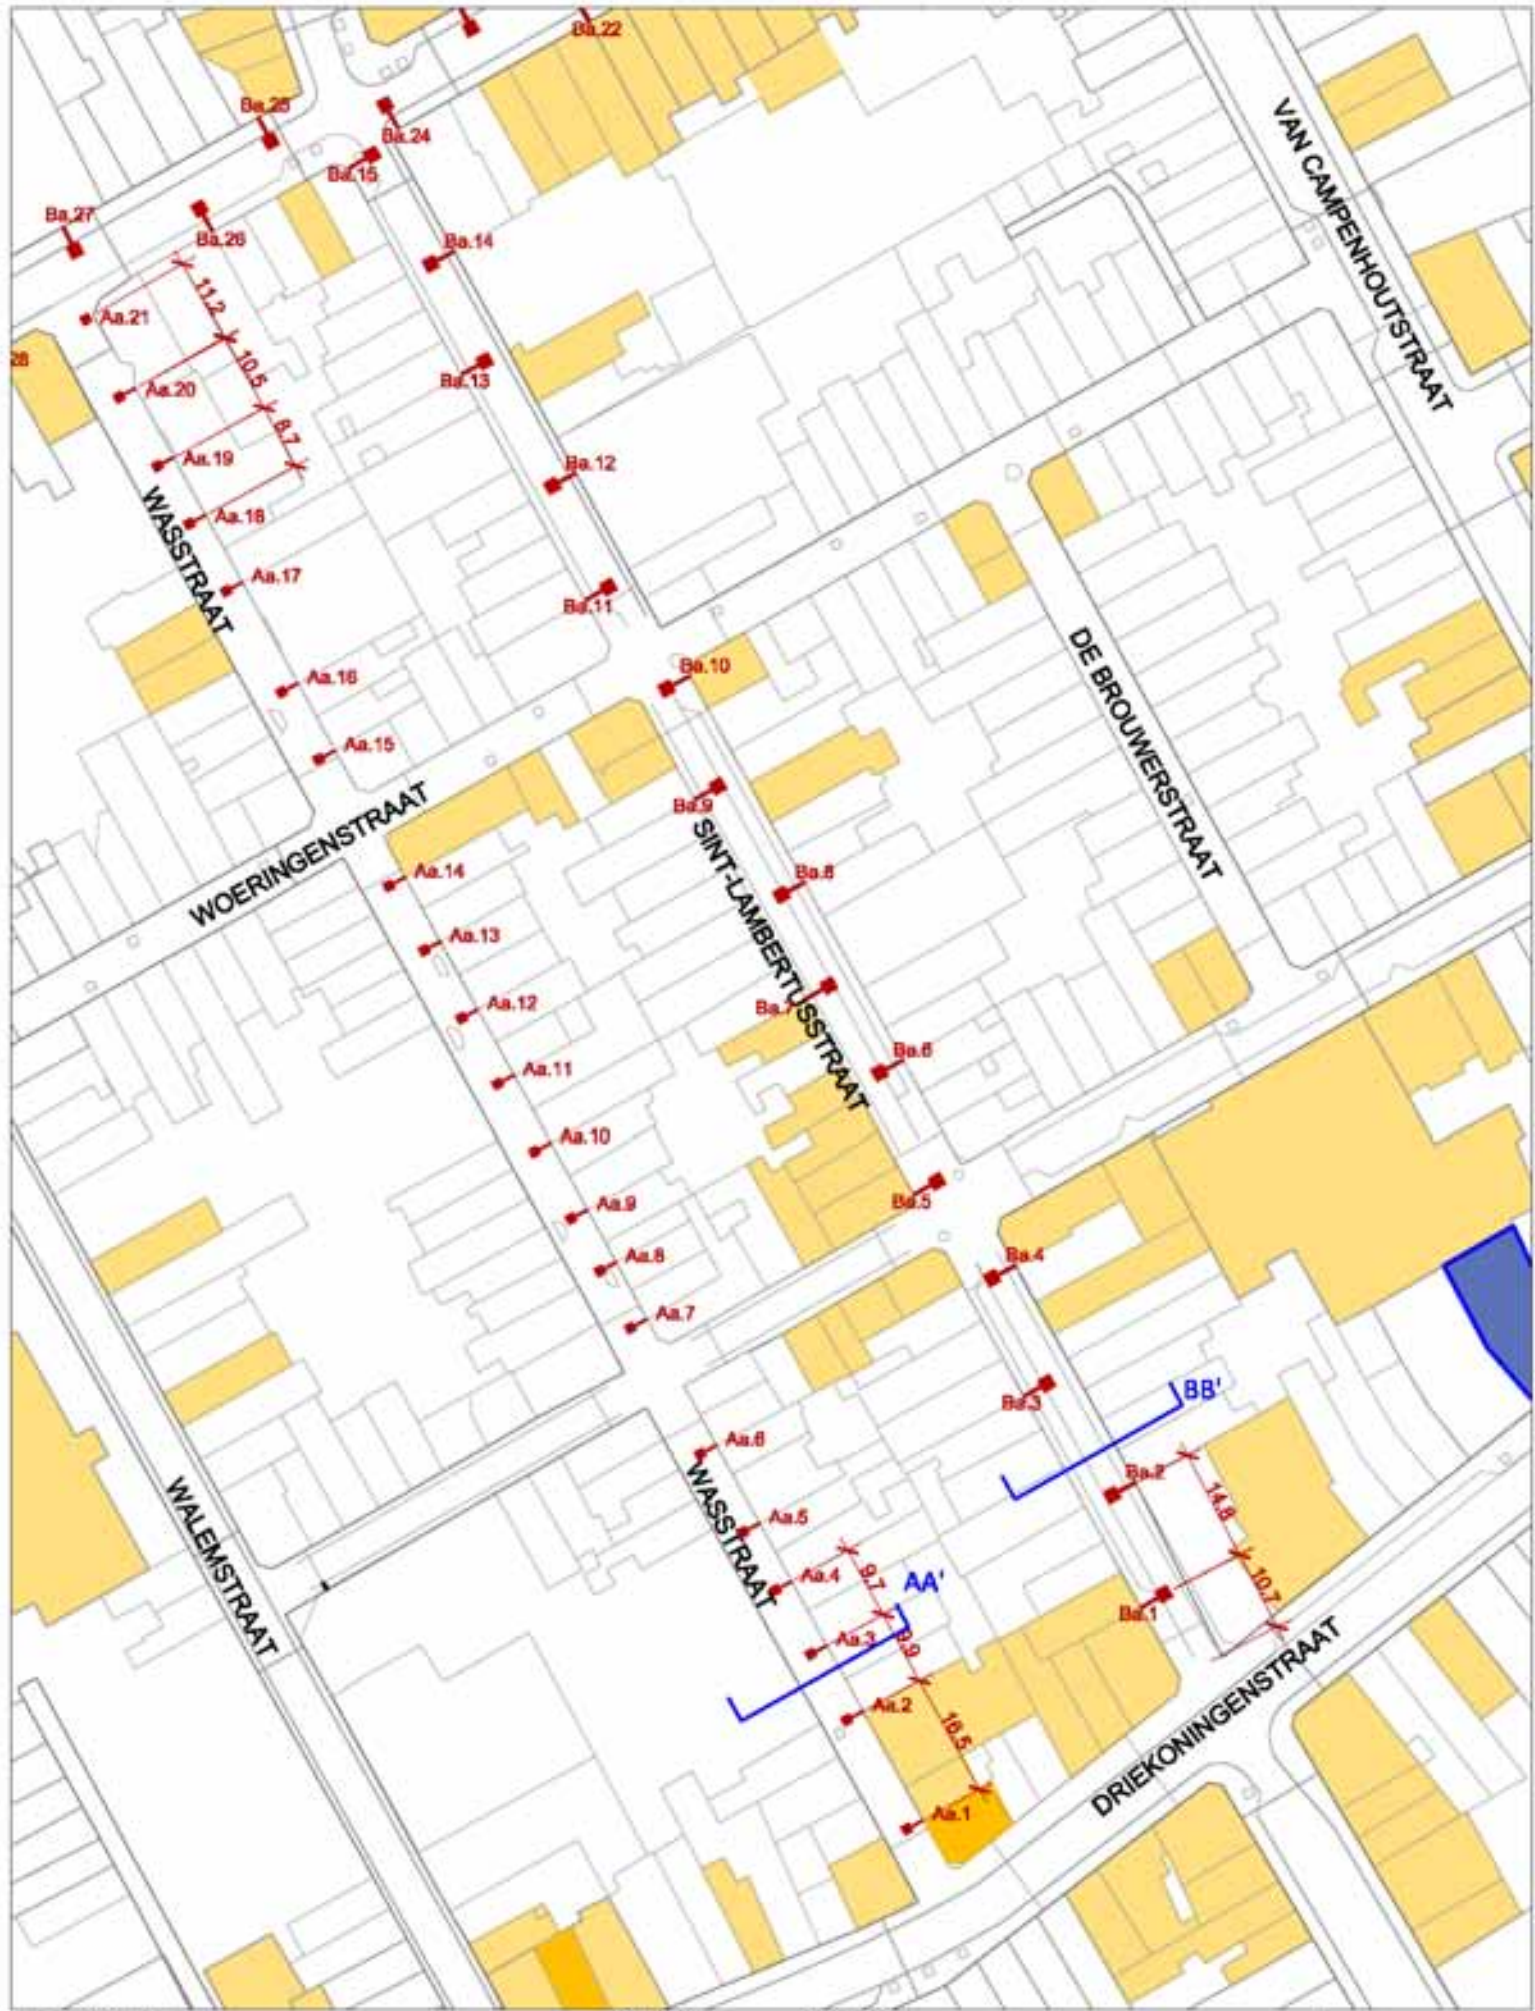 Ba.22
Ba.25
Ba.24
Ba.15
VAN CAMPENHOUTSTRAAT
Ba.27
Ba.26
Ba.14
11.2
Aa.21
28
10.5
Ba.13
Aa.20
8.7
Aa.19
Ba.12
Aa.18
WASSTRAAT
Aa.17
Ba.11
Aa.16
Ba.10
DE BROUWERSTRAAT
Aa.15
Ba.9
WOERINGENSTRAAT
SINT-LAMBERTUSSTRAAT
Aa.14
Ba.8
Aa.13
Aa.12
Ba.7
Ba.6
Aa.11
Aa.10
Aa.9
Ba.5
Aa.8
Ba.4
Aa.7
BB'
Ba.3
Aa.6
Ba.2
14.8
WALEMSTRAAT
WASSTRAAT
Aa.5
Aa.4
9.7
AA'
10.7
Ba.1
Aa.3
9.9
Aa.2
16.5
DRIEKONINGENSTRAAT
Aa.1